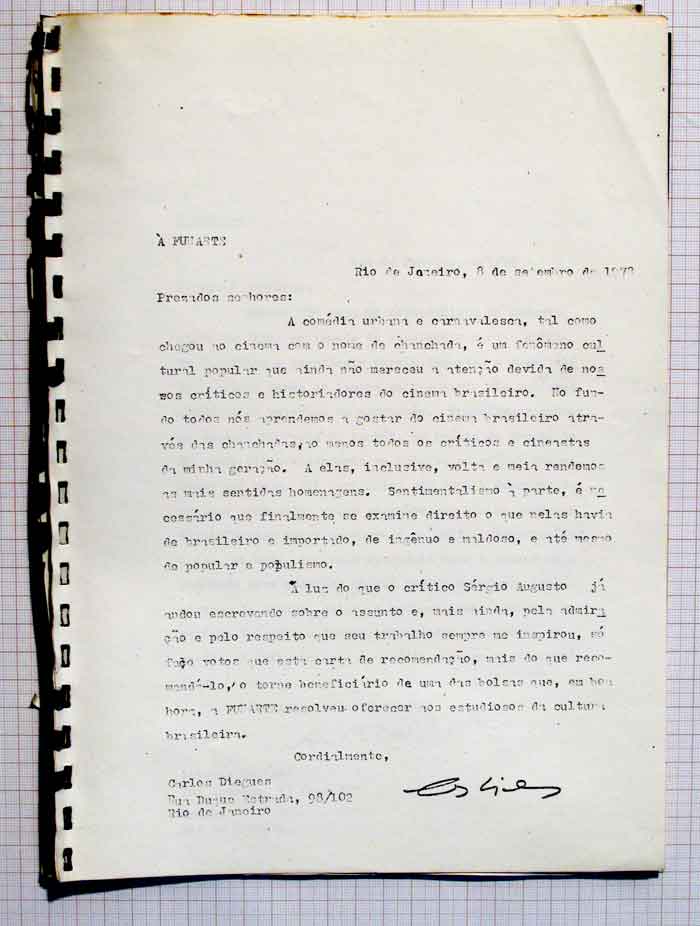 À FUNARTE
Rio de Janeiro, 8 de setembro de 1978
Prezados senhores:
A comédia urbana e carnavalesca, tal como
chegou ao cinema com o nome de chanchada, é um fenômeno cul
tural popular que ainda não mereceu a atenção devida de nos
sos críticos e historiadores do cinema brasileiro. No fun-
do todos nós aprendemos a gostar do cinema brasileiro atra-
vés das chanchadas, ao menos todos os críticos e cineastas
da minha geração. A elas, inclusive, volta e meia rendemos
as mais sentidas homenagens. Sentimentalismo à parte, é ne
cessário que finalmente se examine direito o que nelas havia
de brasileiro e importado, de ingênuo e maldoso, e até mesmo
de popular e populismo.
À luz do que o crítico Sérgio Augusto já
andou escrevendo sobre o assunto e, mais ainda, pela admira
ção e pelo respeito que seu trabalho sempre me inspirou, só
faço votos que esta carta de recomendação, mais do que reco-
mendá-lo, o torne beneficiário de uma das bolsas que, em boa
hora, a FUNARTE resolveu oferecer aos estudiosos da cultura
brasileira.
Cordialmente,
Carlos Diegues
Rua Duque Estrada, 98/102
Rio de Janeiro